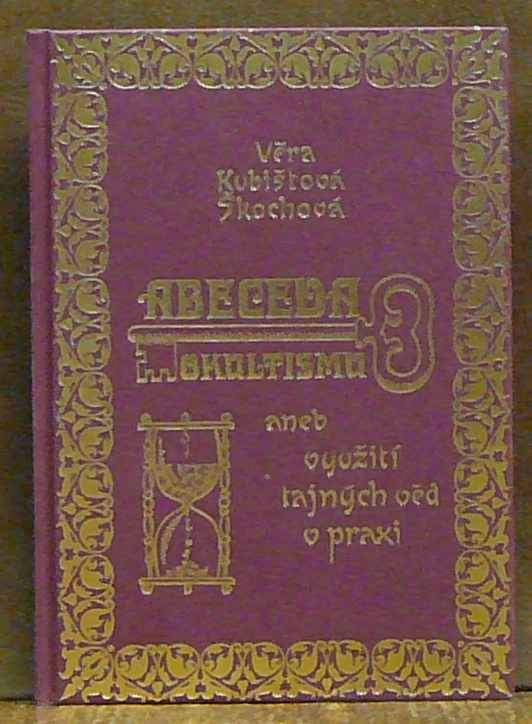 Věra
Kubištová
Škochová
ABECEDA
OKULTISMU
aneb
využití
tajných věd
v praxi